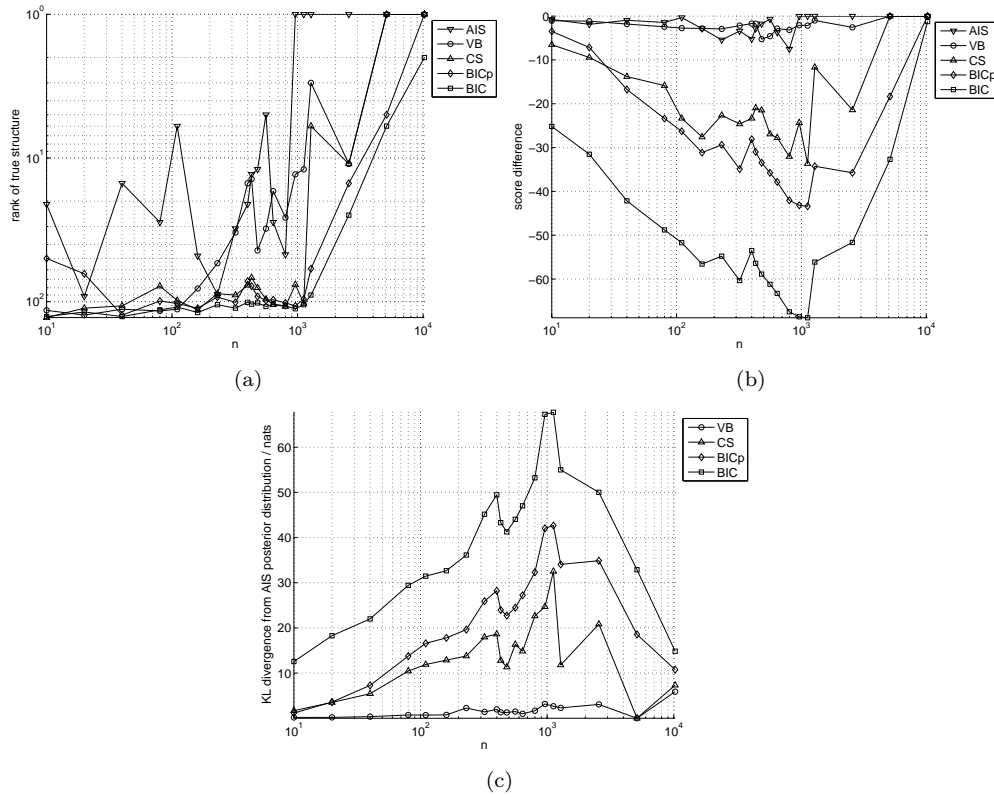 10^0
10^1
10^2
rank of true structure
10^1
10^2
10^3
10^4
n
AIS
VB
CS
BICp
BIC
(a)
0
−10
−20
−30
−40
−50
−60
score difference
10^1
10^2
10^3
10^4
n
AIS
VB
CS
BICp
BIC
(b)
60
50
40
30
20
10
KL divergence from AIS posterior distribution / nats
10^1
10^2
10^3
10^4
n
VB
CS
BICp
BIC
(c)